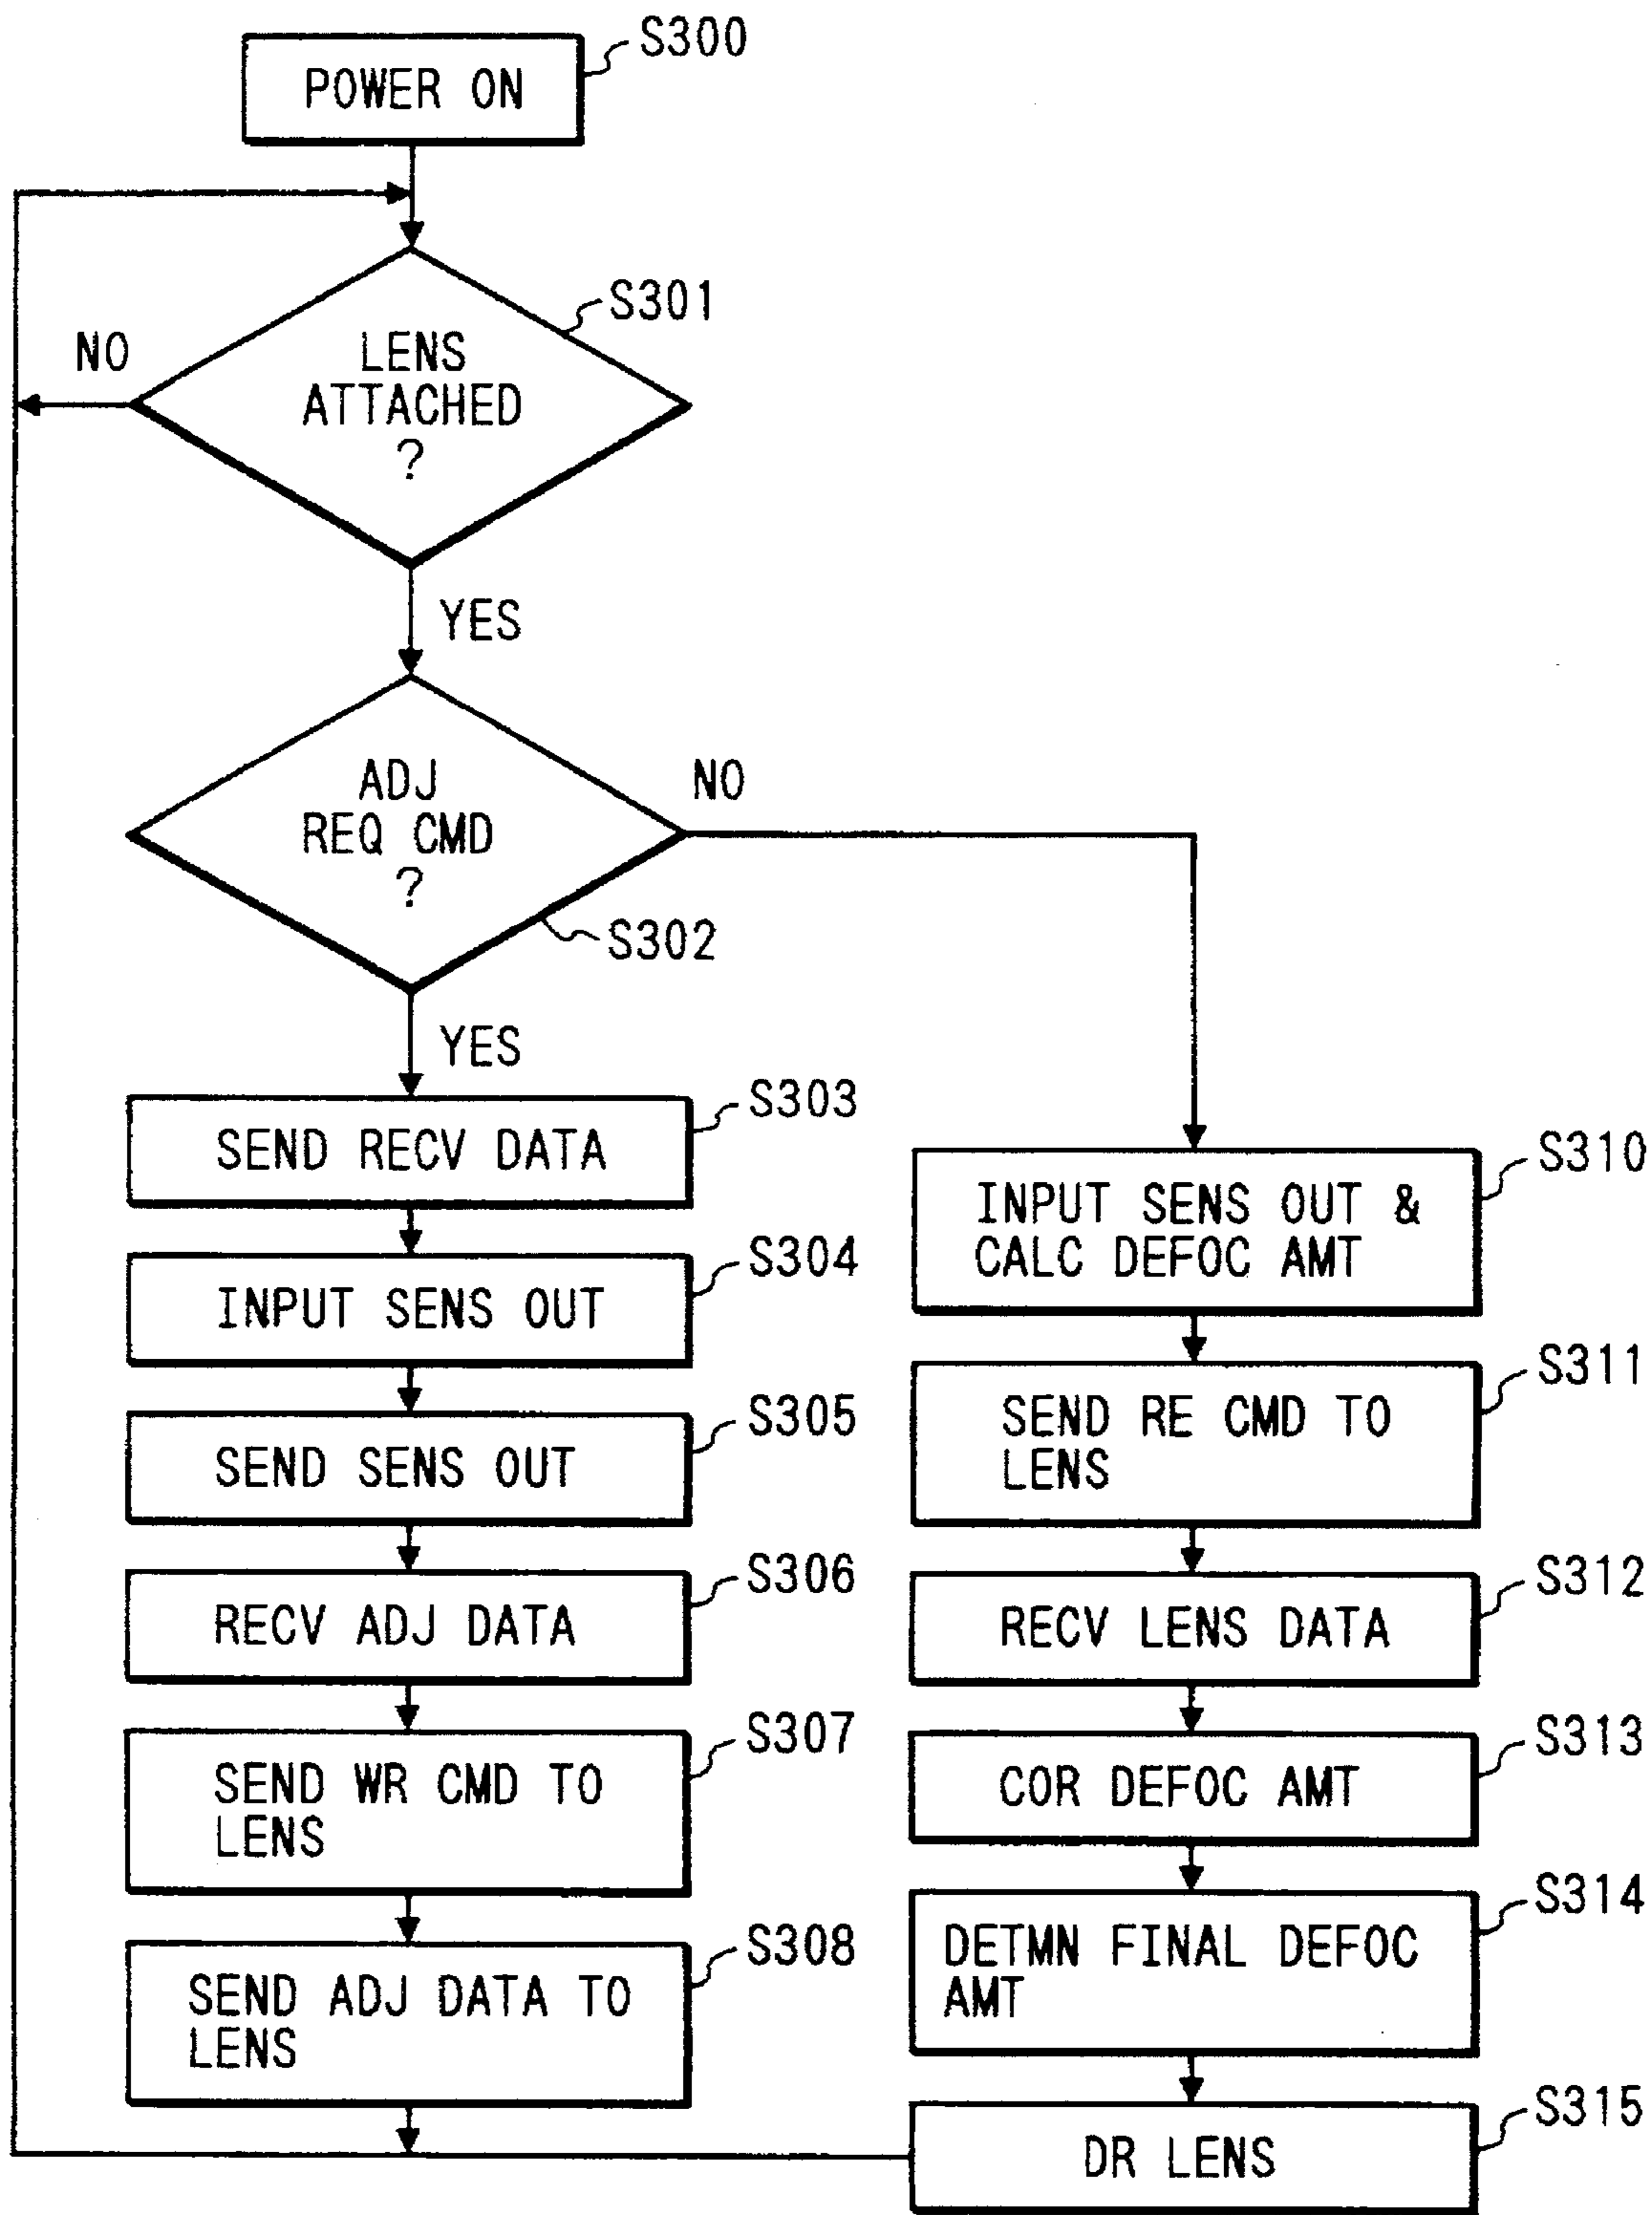 S300
POWER ON
S301
LENS
ATTACHED
?
NO
YES
ADJ
REQ CMD
?
NO
S302
YES
S303
SEND RECV DATA
S304
INPUT SENS OUT
S305
SEND SENS OUT
S306
RECV ADJ DATA
S307
SEND WR CMD TO
LENS
S308
SEND ADJ DATA TO
LENS
S310
INPUT SENS OUT &
CALC DEFOC AMT
S311
SEND RE CMD TO
LENS
S312
RECV LENS DATA
S313
COR DEFOC AMT
S314
DETMN FINAL DEFOC
AMT
S315
DR LENS